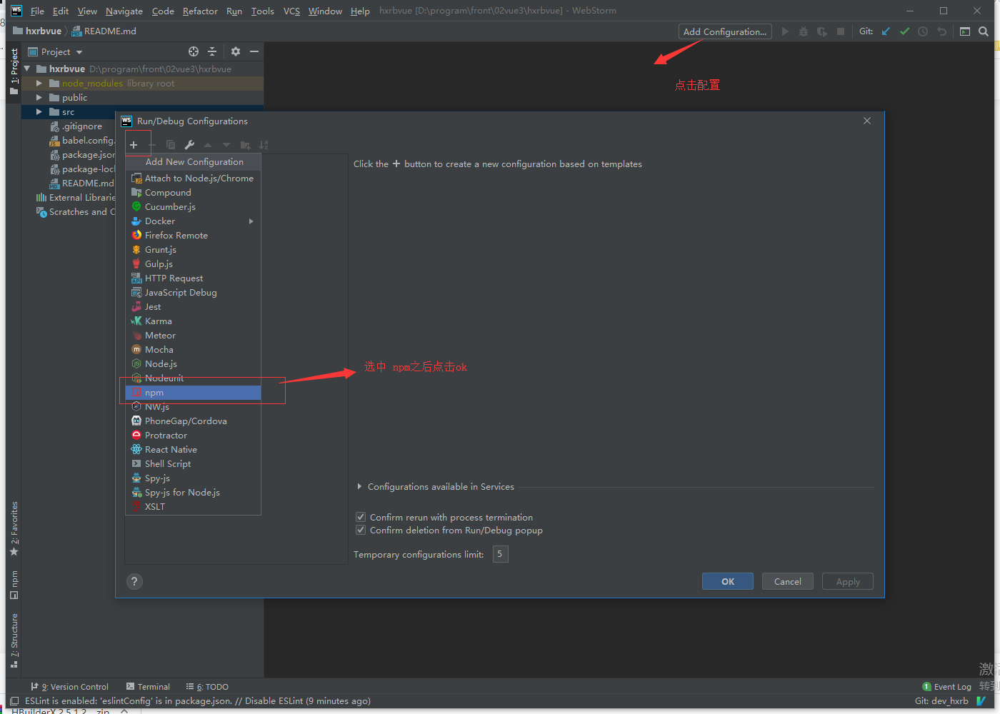 File Edit View Navigate Code Refactor Run Tools VCS Window Help hxrbvue [D:\program\front\02vue3\hxrbvue] - WebStorm
hxrbvue README.md
Add Configuration...
Git:
点击配置
1: Project
Project
hxrbvue D:\program\front\02vue3\hxrbvue
node_modules library root
public
src
.gitignore
babel.config.
package.json
package-loc
README.md
External Librarie
Scratches and C
Run/Debug Configurations
Add New Configuration
Attach to Node.js/Chrome
Compound
Cucumber.js
Docker
Firefox Remote
Grunt.js
Gulp.js
HTTP Request
JavaScript Debug
Jest
Karma
Meteor
Mocha
Node.js
Nodeunit
npm
NW.js
PhoneGap/Cordova
Protractor
React Native
Shell Script
Spy-js
Spy-js for Node.js
XSLT
Click the + button to create a new configuration based on templates
选中 npm之后点击ok
Configurations available in Services
Confirm rerun with process termination
Confirm deletion from Run/Debug popup
Temporary configurations limit: 5
?
OK Cancel Apply
2: Favorites
npm
7: Structure
9: Version Control Terminal 6: TODO
1 Event Log
ESLint is enabled: 'eslintConfig' is in package.json. // Disable ESLint (9 minutes ago)
Git: dev_hxrb
激
转到
HBuilderX.2.5.1.2....zip